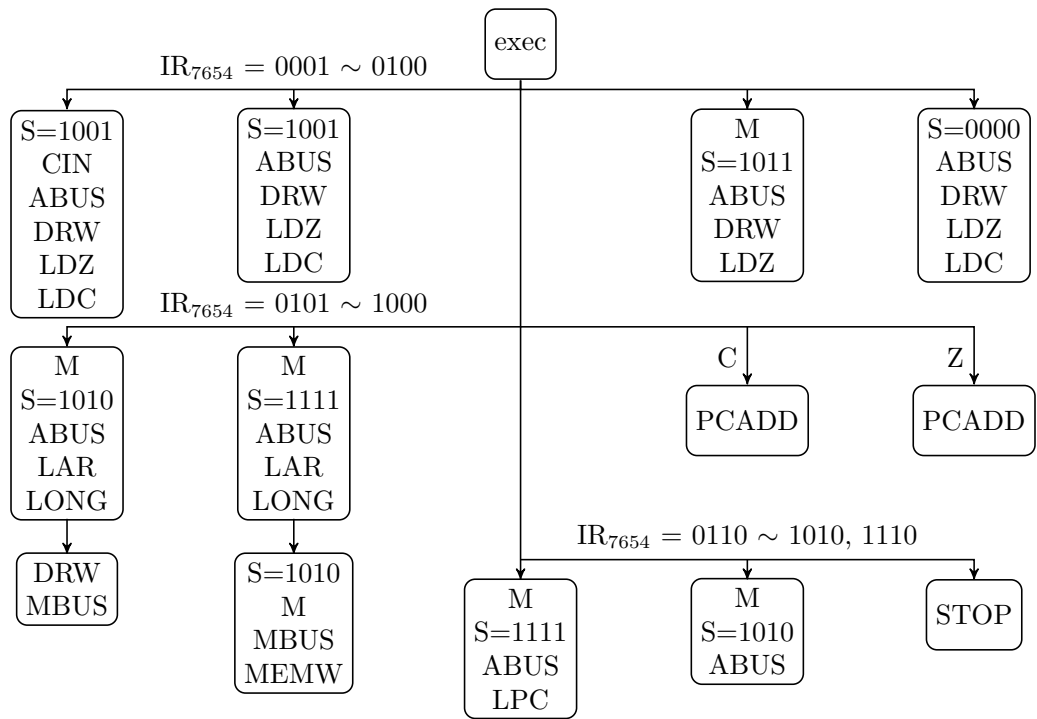 exec
IR7654 = 0001 ∼ 0100
S=1001
CIN
ABUS
DRW
LDZ
LDC
S=1001
ABUS
DRW
LDZ
LDC
M
S=1011
ABUS
DRW
LDZ
S=0000
ABUS
DRW
LDZ
LDC
IR7654 = 0101 ∼ 1000
M
S=1010
ABUS
LAR
LONG
M
S=1111
ABUS
LAR
LONG
C
PCADD
Z
PCADD
DRW
MBUS
S=1010
M
MBUS
MEMW
IR7654 = 0110 ∼ 1010, 1110
M
S=1111
ABUS
LPC
M
S=1010
ABUS
STOP